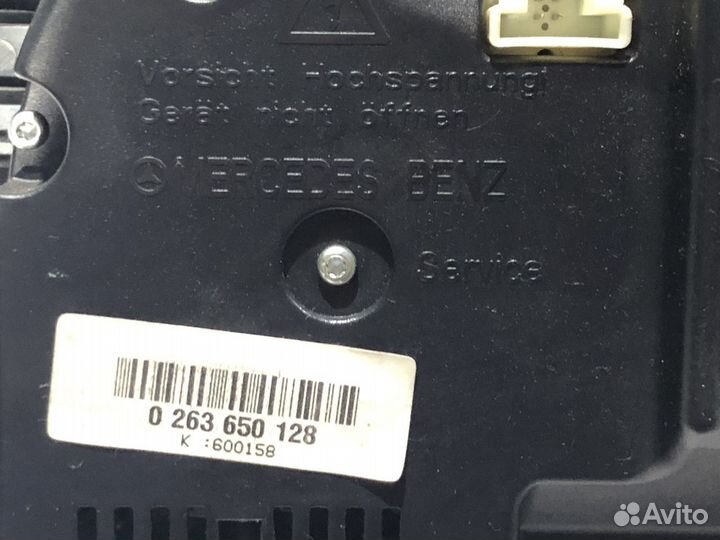 Vorsicht Hochspannung!
Gerät nicht öffnen
MERCEDES BENZ
Service
0 263 650 128
K :600158
Avito